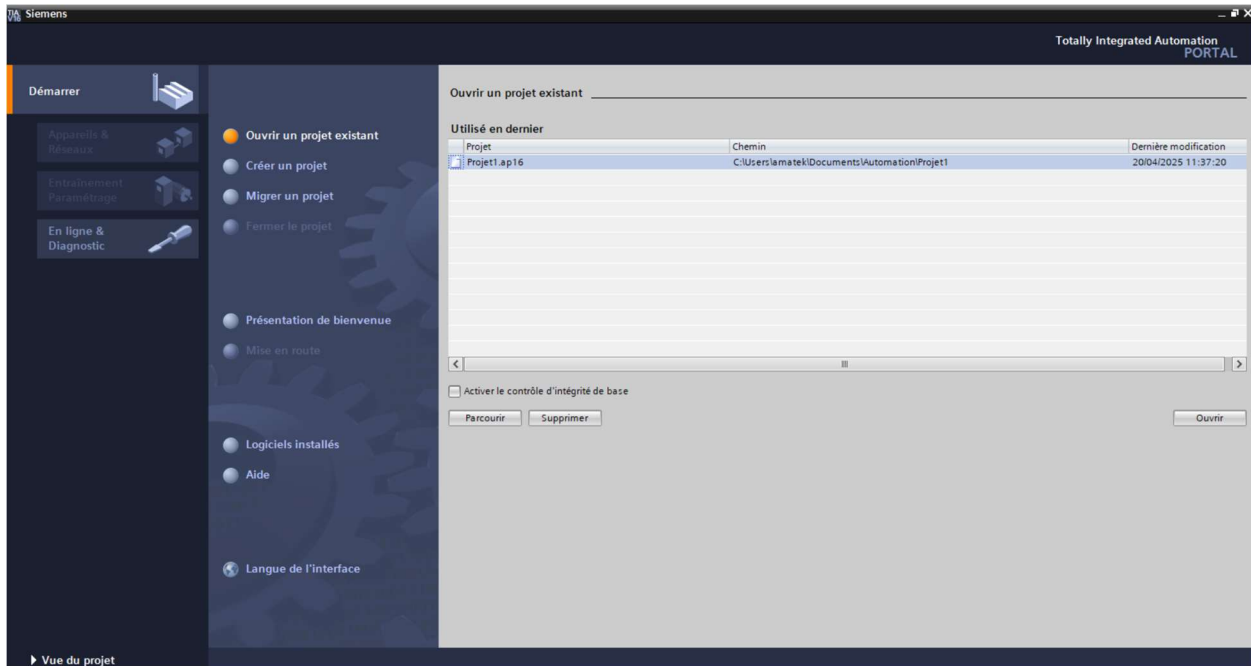 TIA
V16
Siemens
Totally Integrated Automation
PORTAL
Démarrer
Appareils &
Réseaux
Entraînement
Paramétrage
En ligne &
Diagnostic
Ouvrir un projet existant
Créer un projet
Migrer un projet
Fermer le projet
Présentation de bienvenue
Mise en route
Logiciels installés
Aide
Langue de l'interface
Ouvrir un projet existant
Utilisé en dernier
Projet Chemin Dernière modification
Projet1.ap16 C:\Users\amatek\Documents\Automation\Projet1 20/04/2025 11:37:20
Activer le contrôle d'intégrité de base
Parcourir Supprimer Ouvrir
Vue du projet